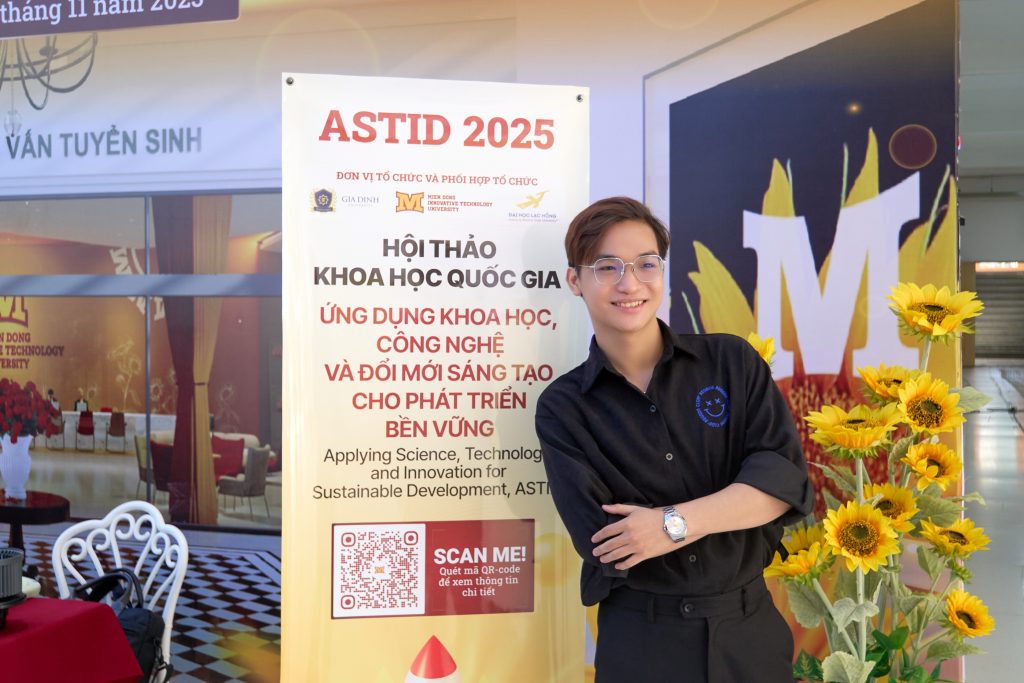 tháng 11 năm 2025
VẤN TUYỂN SINH
ASTID 2025
ĐƠN VỊ TỔ CHỨC VÀ PHỐI HỢP TỔ CHỨC
GIA DINH
UNIVERSITY
MIEN DONG
INNOVATIVE TECHNOLOGY
UNIVERSITY
ĐẠI HỌC LẠC HỒNG
HỘI THẢO
KHOA HỌC QUỐC GIA
ỨNG DỤNG KHOA HỌC,
CÔNG NGHỆ
VÀ ĐỔI MỚI SÁNG TẠO
CHO PHÁT TRIỂN
BỀN VỮNG
Applying Science, Technolog
and Innovation for
Sustainable Development, ASTI
SCAN ME!
Quét mã QR-code
để xem thông tin
chi tiết
M
M
N DONG
E TECHNOLOGY
VERSITY